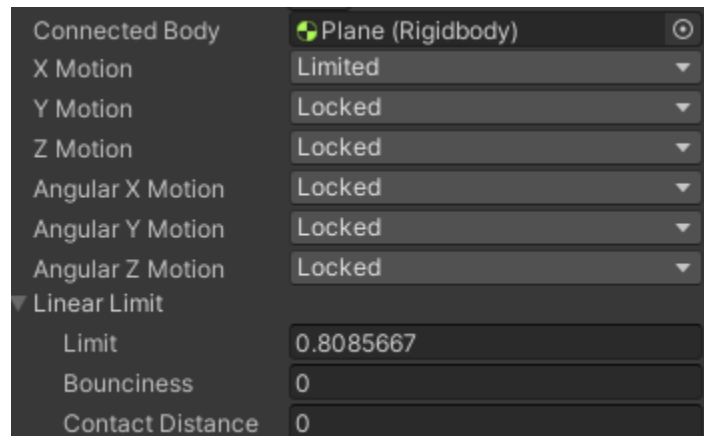 Connected Body Plane (Rigidbody)
X Motion Limited
Y Motion Locked
Z Motion Locked
Angular X Motion Locked
Angular Y Motion Locked
Angular Z Motion Locked
Linear Limit
Limit 0.8085667
Bounciness 0
Contact Distance 0